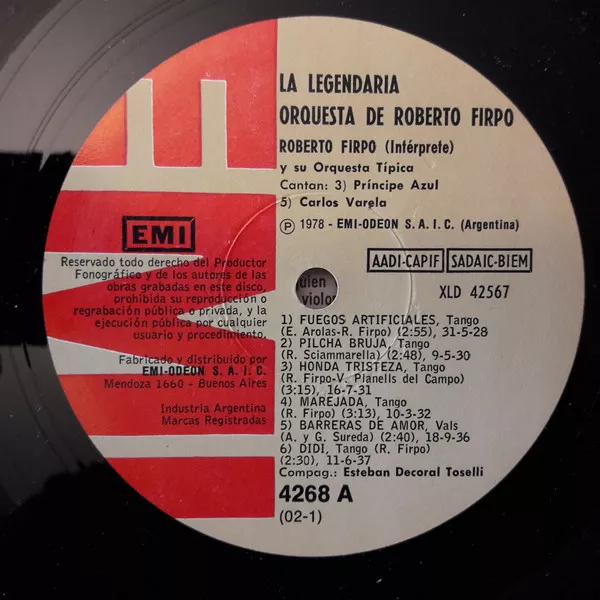 LA LEGENDARIA
ORQUESTA DE ROBERTO FIRPO
ROBERTO FIRPO (Intérprete)
y su Orquesta Típica
Cantan: 3) Príncipe Azul
5) Carlos Varela
Ⓟ 1978 - EMI-ODEON S. A. I. C. (Argentina)
EMI
AADI-CAPIF SADAIC-BIEM
XLD 42567
Reservado todo derecho del Productor
Fonográfico y de los autores de las
obras grabadas en este disco,
prohibida su reproducción o
regrabación pública o privada, y la
ejecución pública por cualquier
usuario y procedimiento.
Fabricado y distribuido por
EMI-ODEON S. A. I. C.
Mendoza 1660 - Buenos Aires
Industria Argentina
Marcas Registradas
uien
violor
1) FUEGOS ARTIFICIALES, Tango
(E. Arolas-R. Firpo) (2:55), 31-5-28
2) PILCHA BRUJA, Tango
(R. Sciammarella) (2:48), 9-5-30
3) HONDA TRISTEZA, Tango
(R. Firpo-V. Planells del Campo)
(3:15), 16-7-31
4) MAREJADA, Tango
(R. Firpo) (3:13), 10-3-32
5) BARRERAS DE AMOR, Vals
(A. y G. Sureda) (2:40), 18-9-36
6) DIDI, Tango (R. Firpo)
(2:30), 11-6-37
Compag.: Esteban Decoral Toselli
4268 A
(02-1)